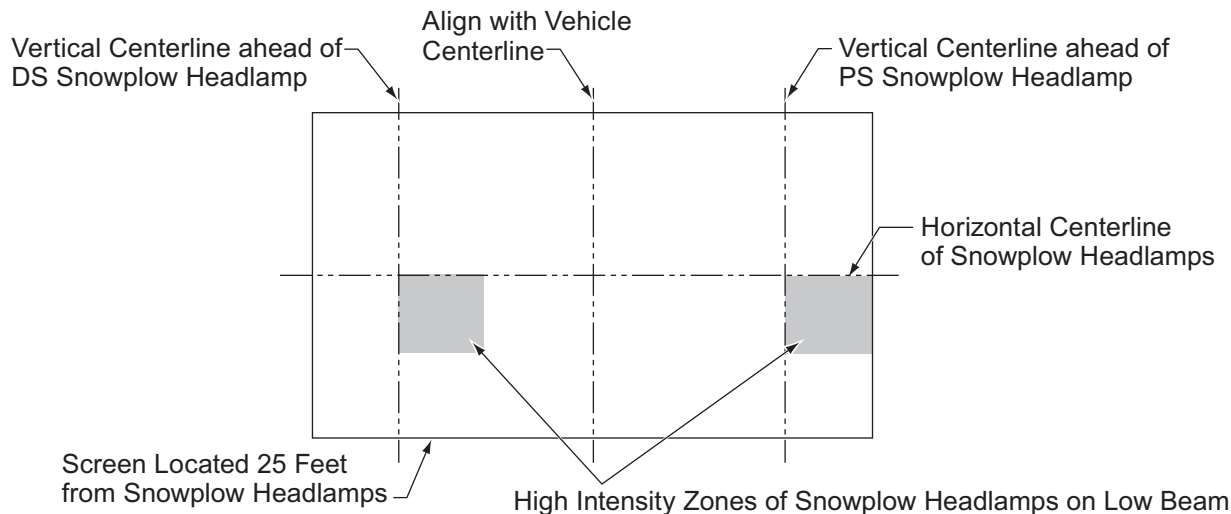 Vertical Centerline ahead of
DS Snowplow Headlamp
Align with Vehicle
Centerline
Vertical Centerline ahead of
PS Snowplow Headlamp
Horizontal Centerline
of Snowplow Headlamps
Screen Located 25 Feet
from Snowplow Headlamps
High Intensity Zones of Snowplow Headlamps on Low Beam